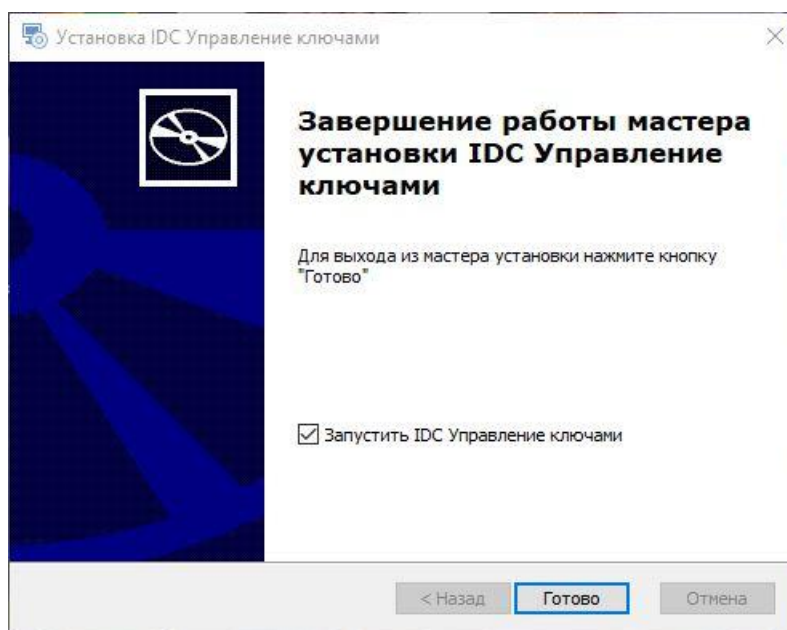 Установка IDC Управление ключами
Завершение работы мастера
установки IDC Управление
ключами
Для выхода из мастера установки нажмите кнопку
"Готово"
Запустить IDC Управление ключами
< Назад
Готово
Отмена